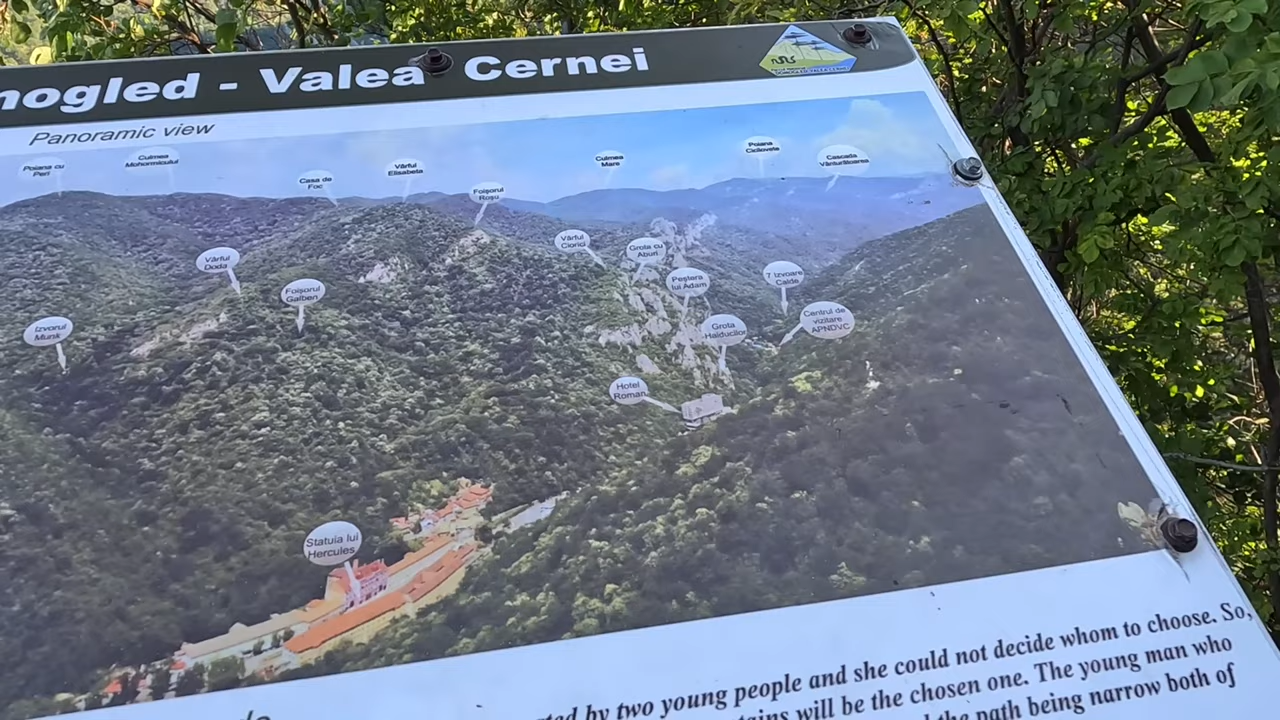 nogled - Valea Cernei
Panoramic view
Poiana cu
Peri
Culmea
Mohornicului
Casa de
Foc
Vârful
Elisabeta
Foișorul
Roșu
Culmea
Mare
Poiana
Cicilovete
Cascada
Vânturătoarea
Vârful
Doda
Foișorul
Galben
Izvorul
Munk
Vârful
Ciorici
Grota cu
Aburi
Peștera
lui Adam
7 Izvoare
Calde
Grota
Haiducilor
Centrul de
vizitare
APNDVC
Hotel
Roman
Statuia lui
Hercules
ted by two young people and she could not decide whom to choose. So,
tains will be the chosen one. The young man who
the path being narrow both of